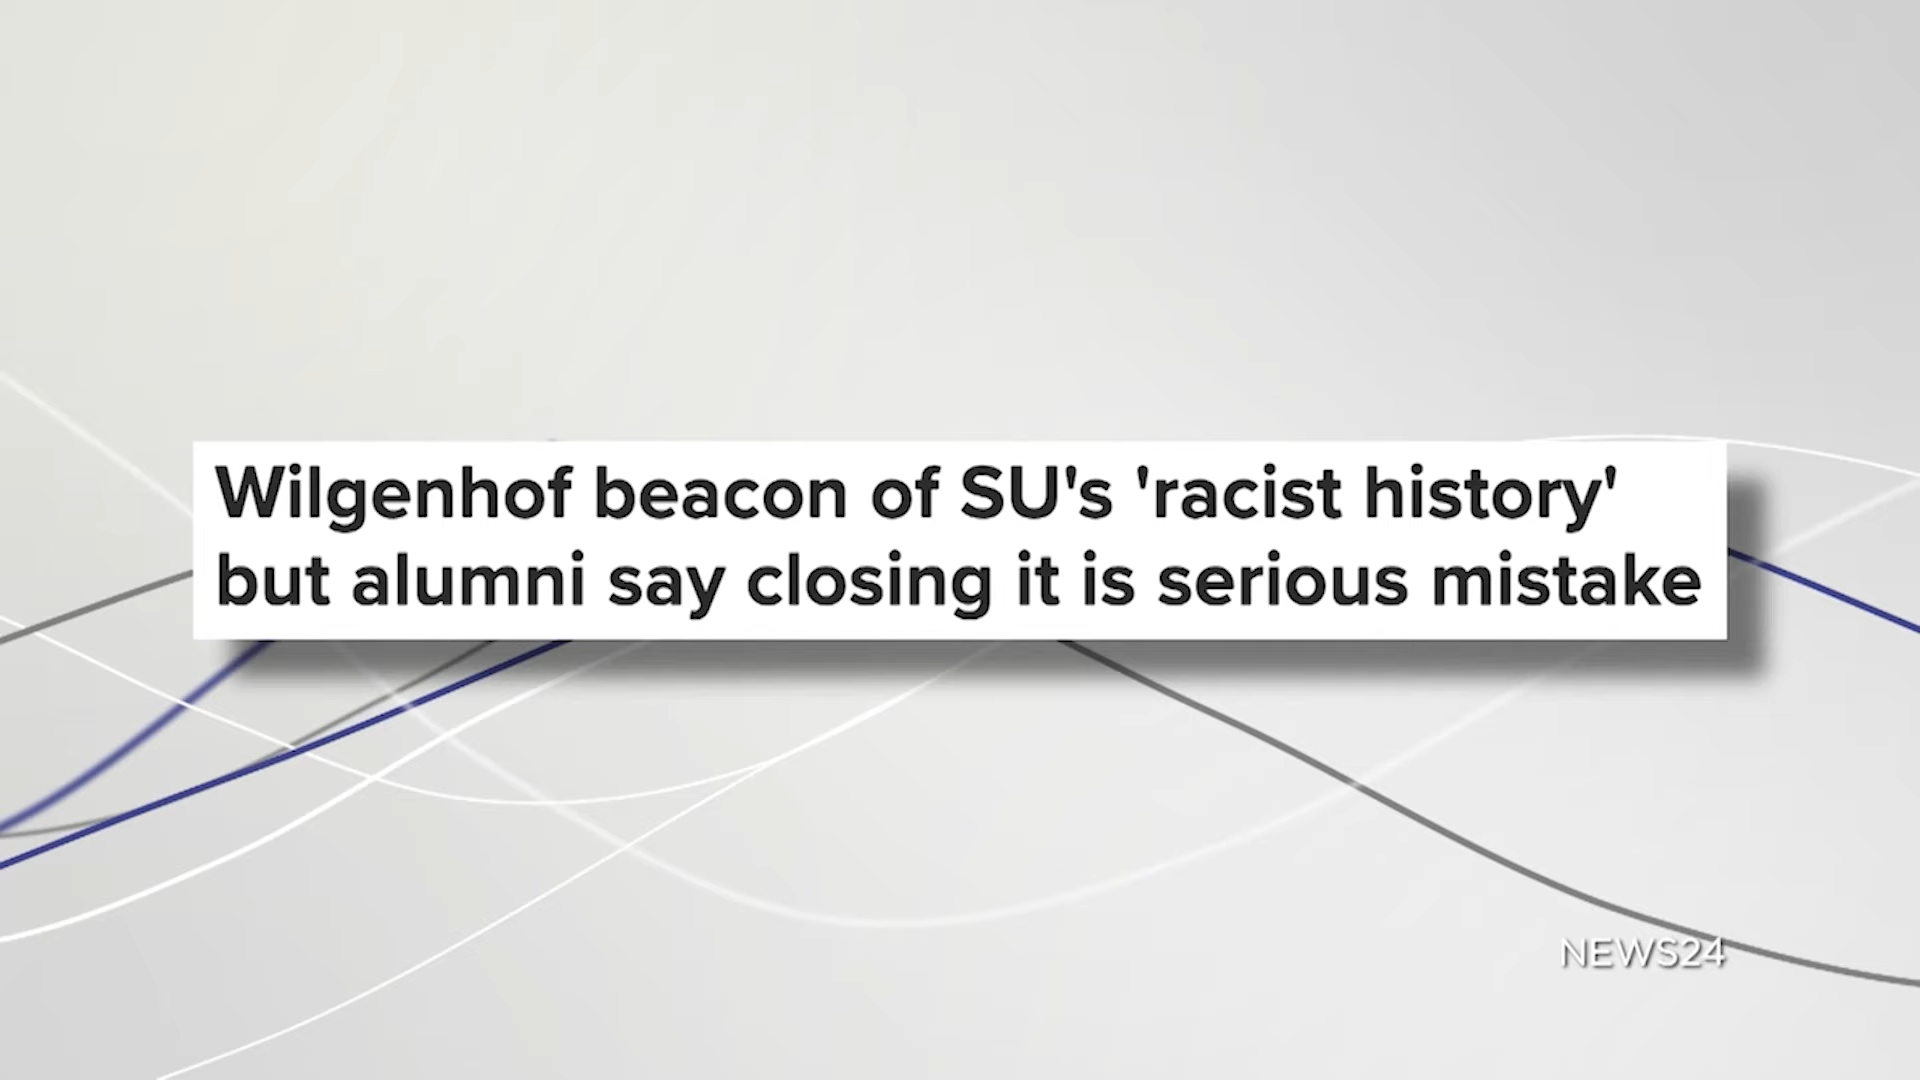 Wilgenhof beacon of SU's 'racist history'
but alumni say closing it is serious mistake
NEWS24